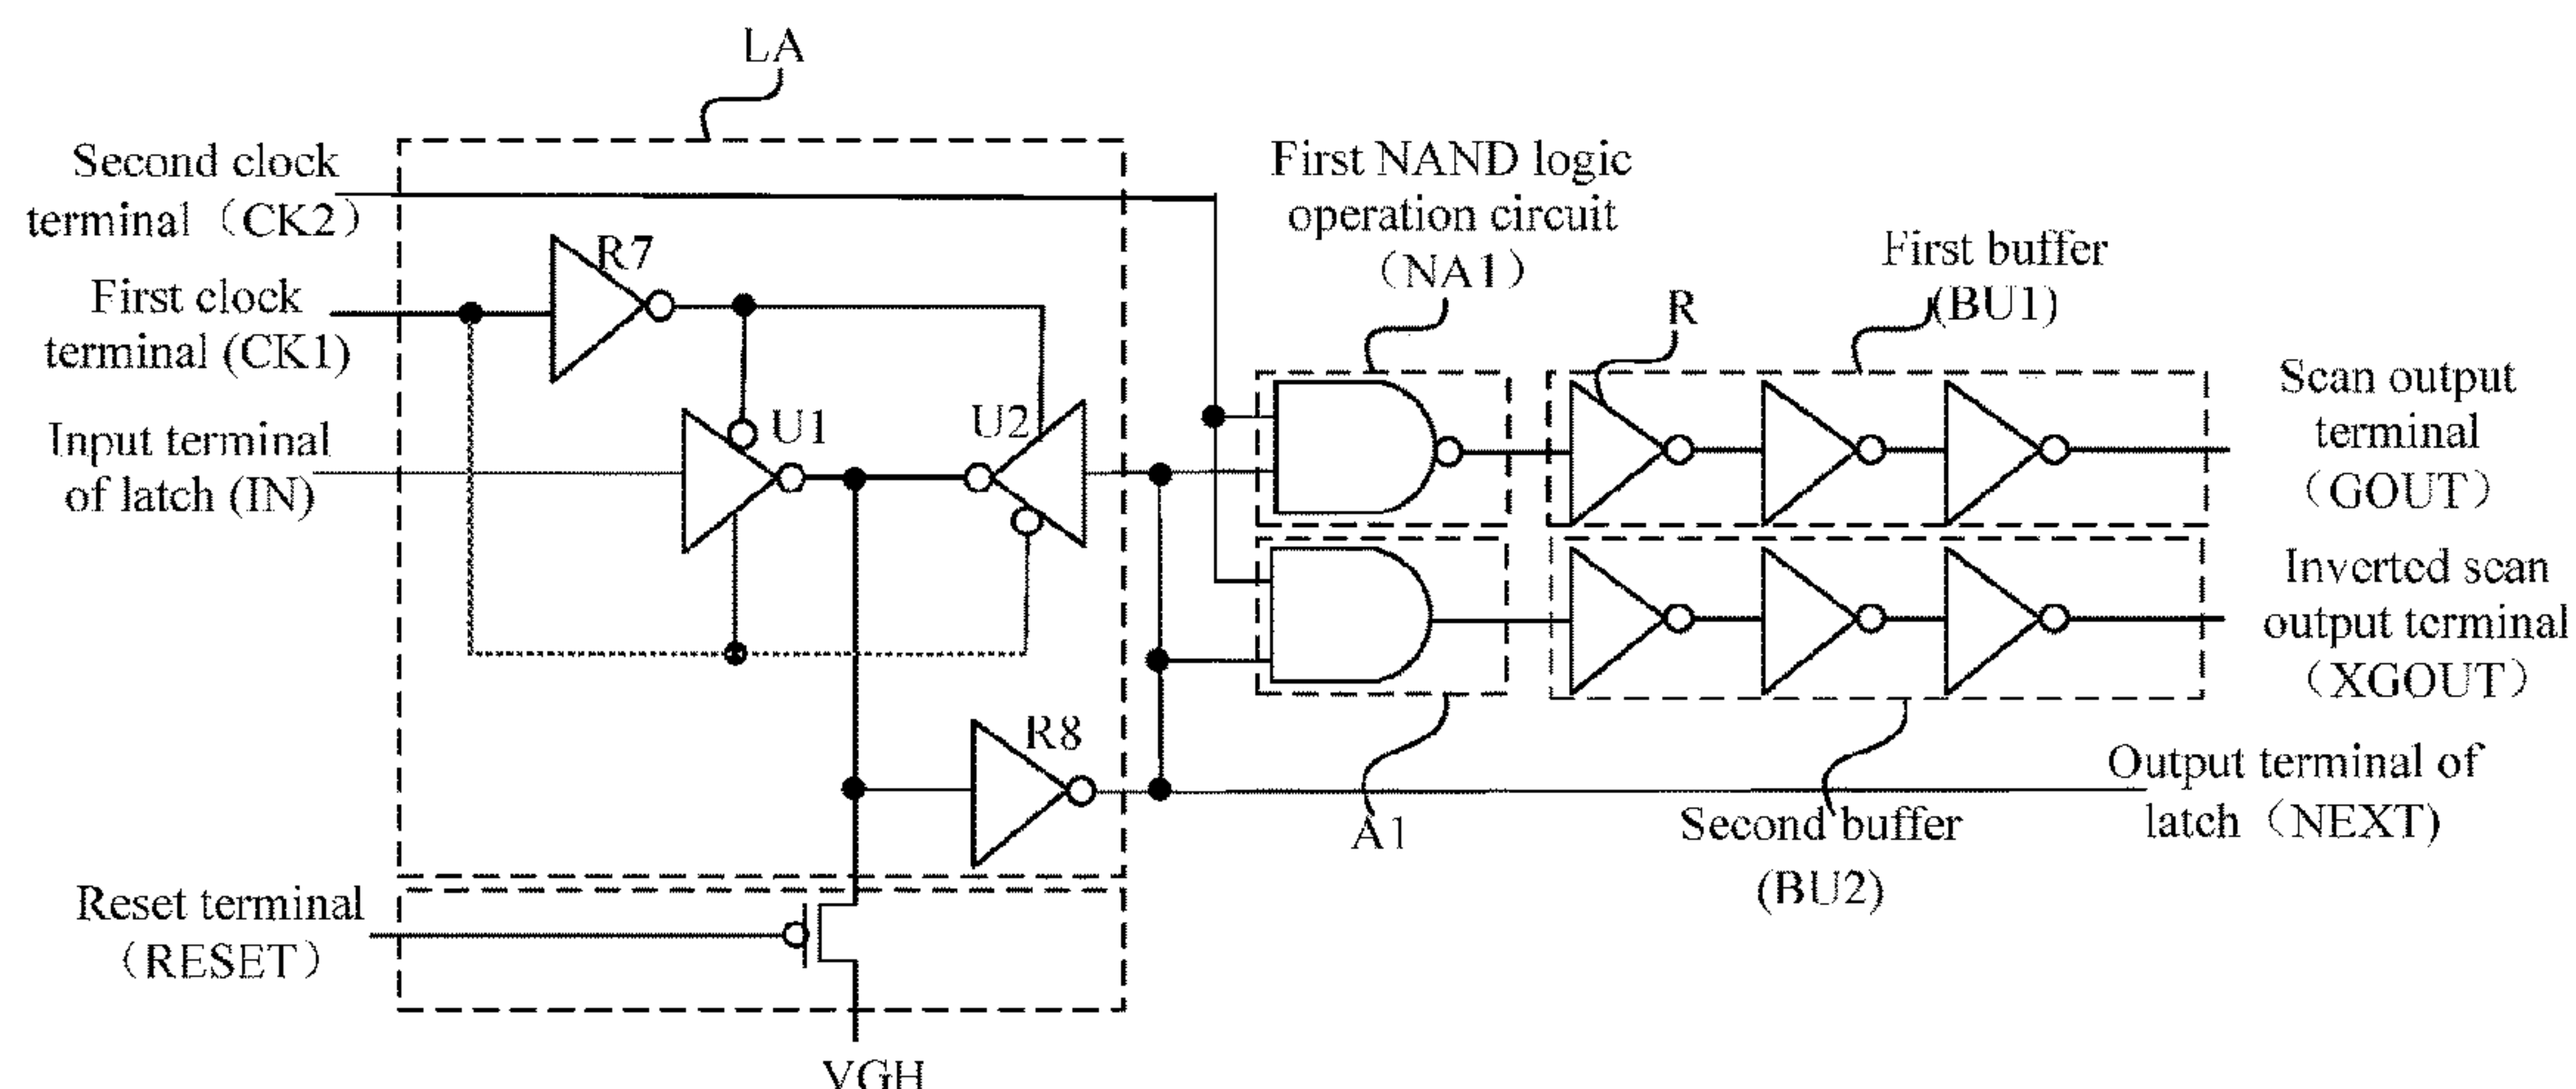 LA
Second clock
terminal（CK2）
First clock
terminal (CK1)
Input terminal
of latch (IN)
Reset terminal
（RESET）
R7
U1
U2
R8
VGH
First NAND logic
operation circuit
（NA1）
R
First buffer
(BU1)
A1
Second buffer
(BU2)
Scan output
terminal
（GOUT）
Inverted scan
output terminal
（XGOUT）
Output terminal of
latch（NEXT)